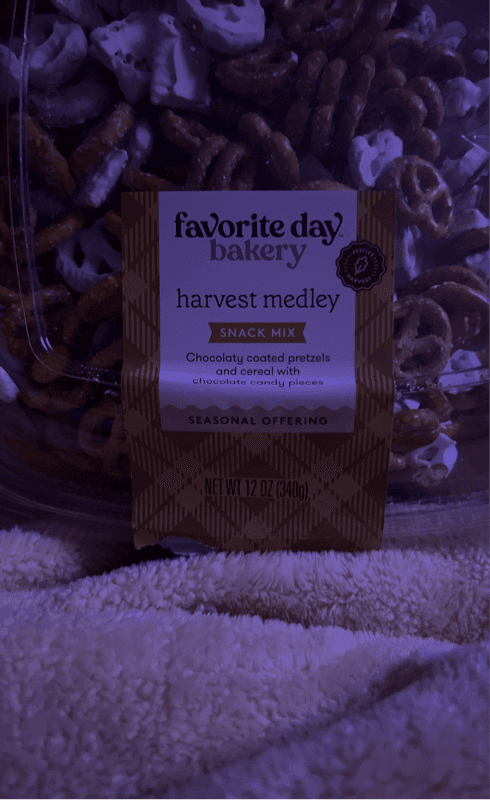 favorite day™
bakery
harvest medley
SNACK MIX
Chocolaty coated pretzels
and cereal with
chocolate candy pieces
SEASONAL OFFERING
NET WT 12 OZ (340g)